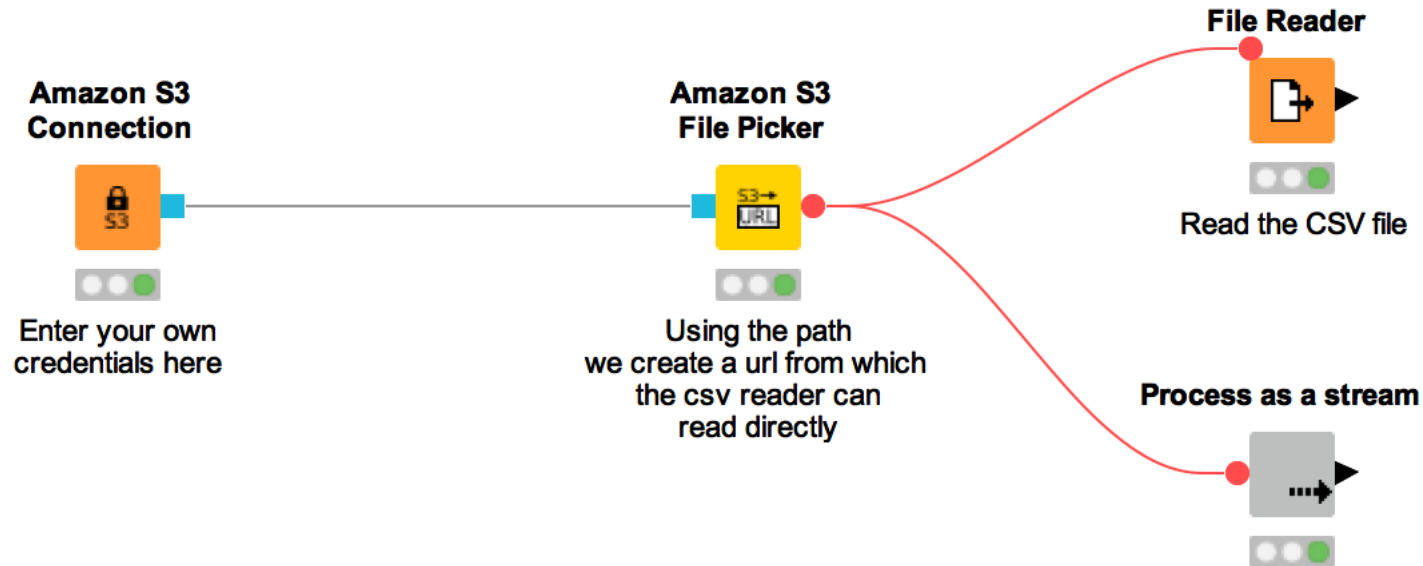 File Reader
Amazon S3
Connection
Amazon S3
File Picker
S3
S3→
URL
Read the CSV file
Enter your own
credentials here
Using the path
we create a url from which
the csv reader can
read directly
Process as a stream